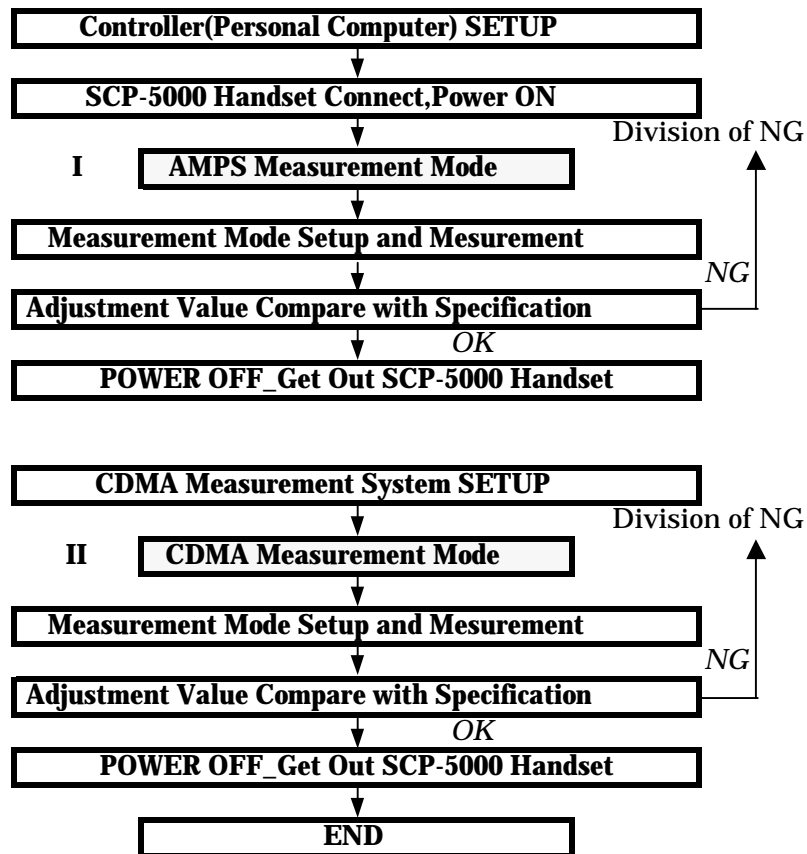 Controller(Personal Computer) SETUP
SCP-5000 Handset Connect,Power ON
Division of NG
I AMPS Measurement Mode
Measurement Mode Setup and Mesurement
NG
Adjustment Value Compare with Specification
OK
POWER OFF_Get Out SCP-5000 Handset
CDMA Measurement System SETUP
Division of NG
II CDMA Measurement Mode
Measurement Mode Setup and Mesurement
NG
Adjustment Value Compare with Specification
OK
POWER OFF_Get Out SCP-5000 Handset
END